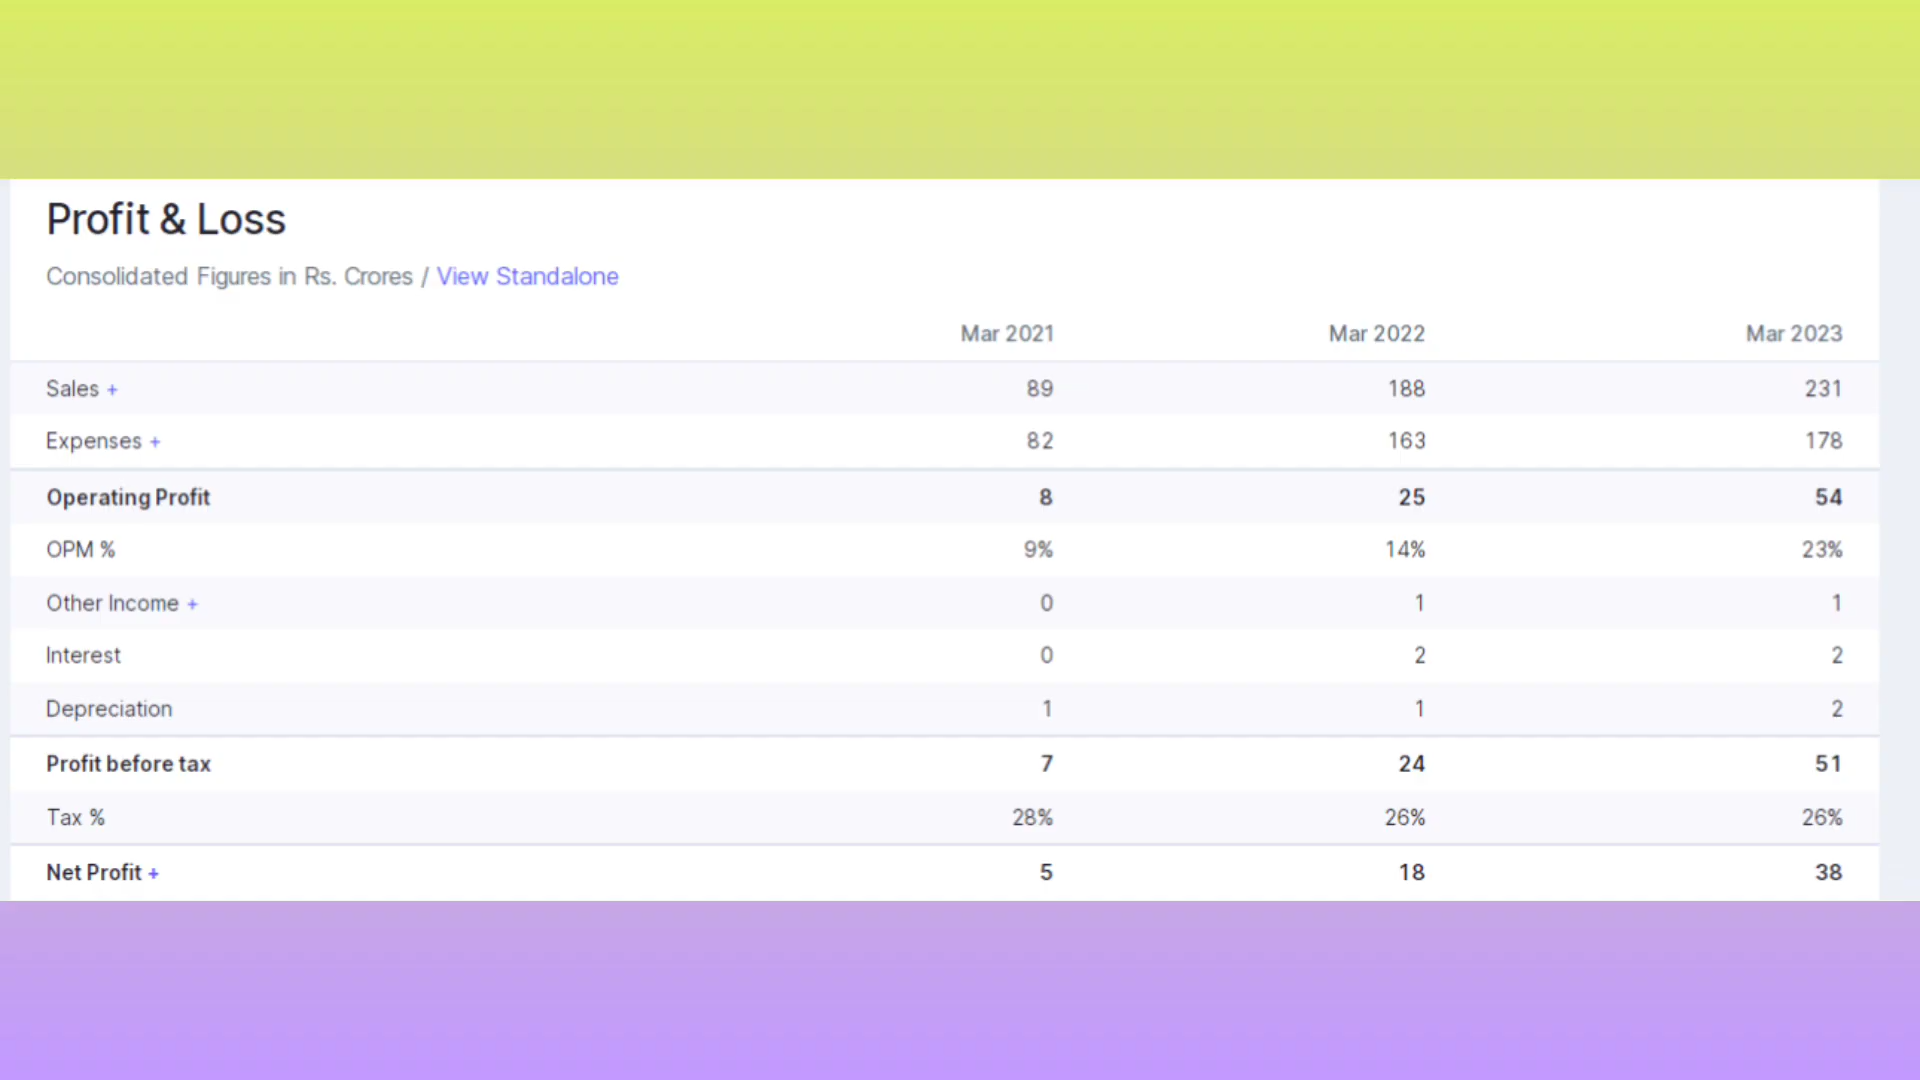 Profit & Loss
Consolidated Figures in Rs. Crores / View Standalone
Mar 2021 Mar 2022 Mar 2023
Sales + 89 188 231
Expenses + 82 163 178
Operating Profit 8 25 54
OPM % 9% 14% 23%
Other Income + 0 1 1
Interest 0 2 2
Depreciation 1 1 2
Profit before tax 7 24 51
Tax % 28% 26% 26%
Net Profit + 5 18 38